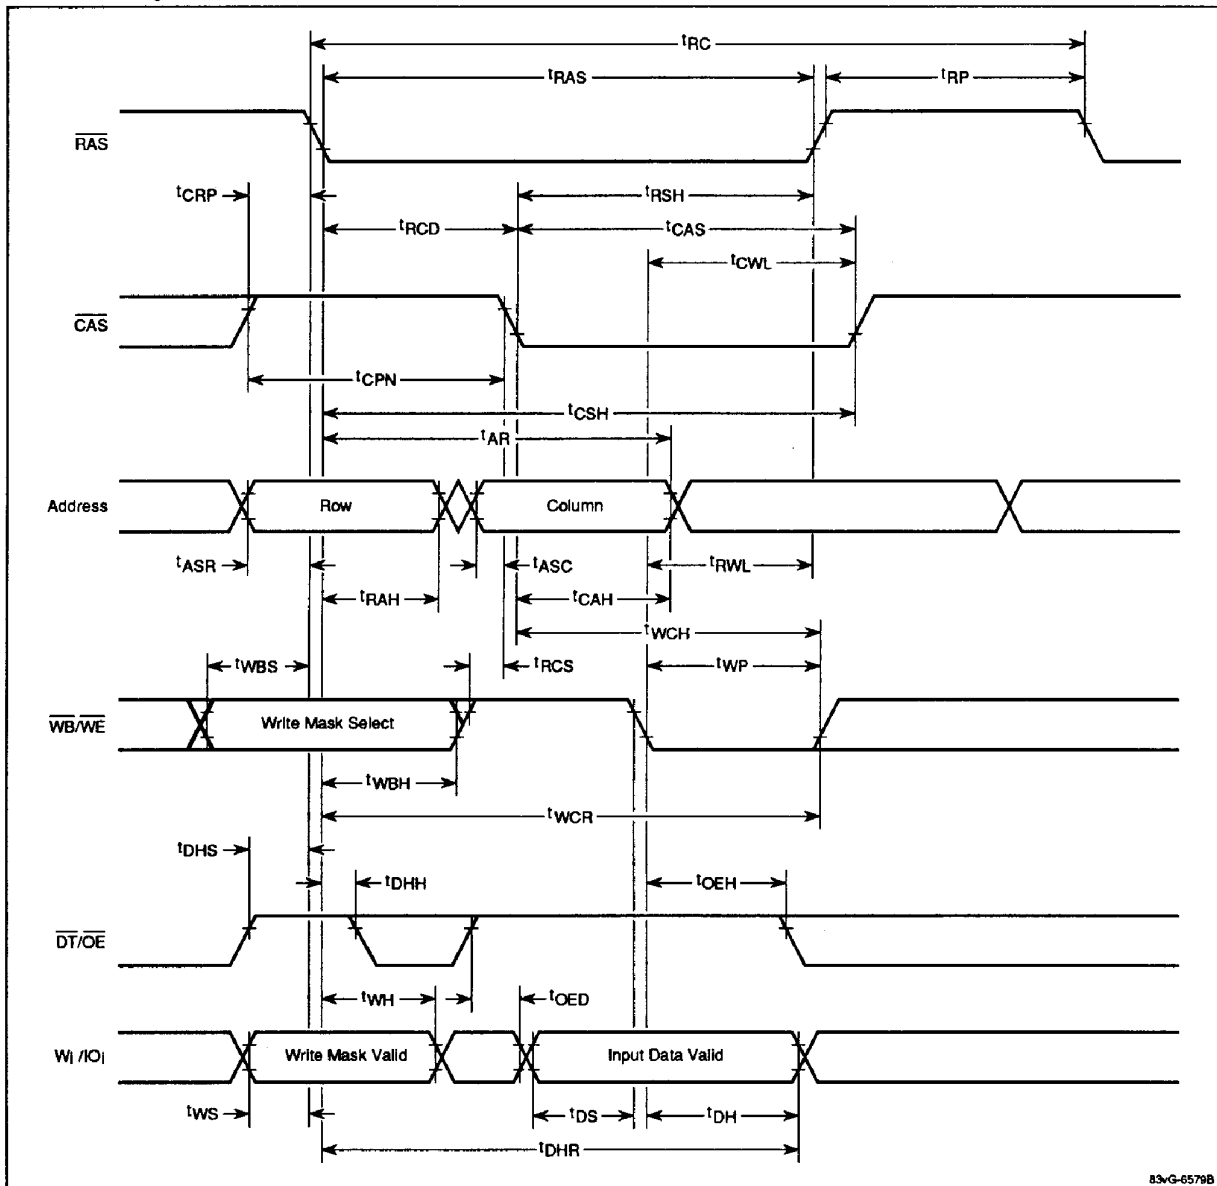 tRC
tRAS
tRP
RAS
tCRP
tRSH
tRCD
tCAS
tCWL
CAS
tCPN
tCSH
tAR
Address
Row
Column
tASR
tASC
tRWL
tRAH
tCAH
tWCH
tWBS
tRCS
tWP
WB/WE
Write Mask Select
tWBH
tWCR
tDHS
tDHH
tOEH
DT/OE
tWH
tOED
Wi /IOi
Write Mask Valid
Input Data Valid
tWS
tDS
tDH
tDHR
83vG-6579B